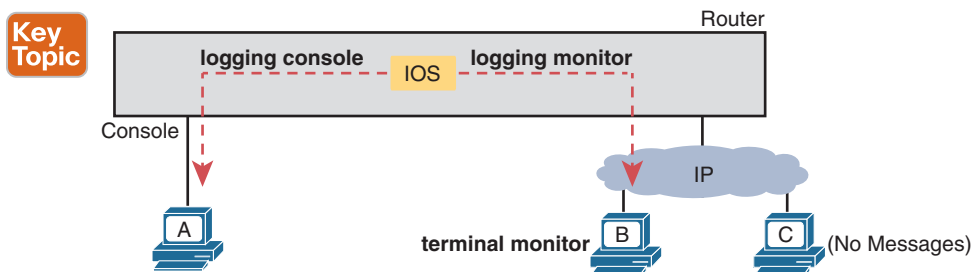 Key
Topic
Router
logging console
IOS
logging monitor
Console
IP
A
terminal monitor
B
C
(No Messages)